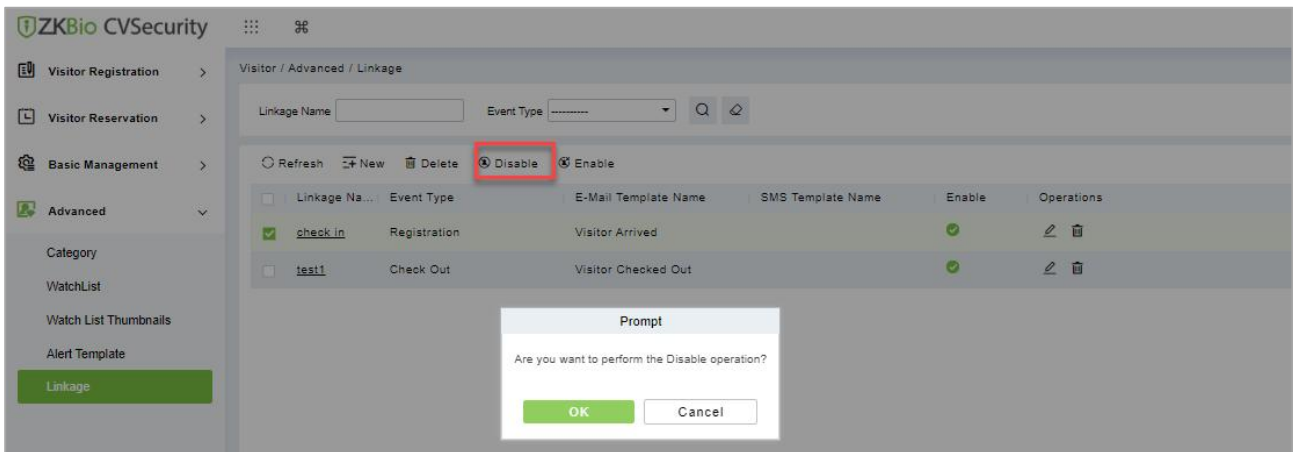 ZKBio CVSecurity
Visitor Registration
Visitor Reservation
Basic Management
Advanced
Category
WatchList
Watch List Thumbnails
Alert Template
Linkage
Visitor / Advanced / Linkage
Linkage Name Event Type ----------
Refresh New Delete Disable Enable
Linkage Na... Event Type E-Mail Template Name SMS Template Name Enable Operations
check in Registration Visitor Arrived
test1 Check Out Visitor Checked Out
Prompt
Are you want to perform the Disable operation?
OK Cancel